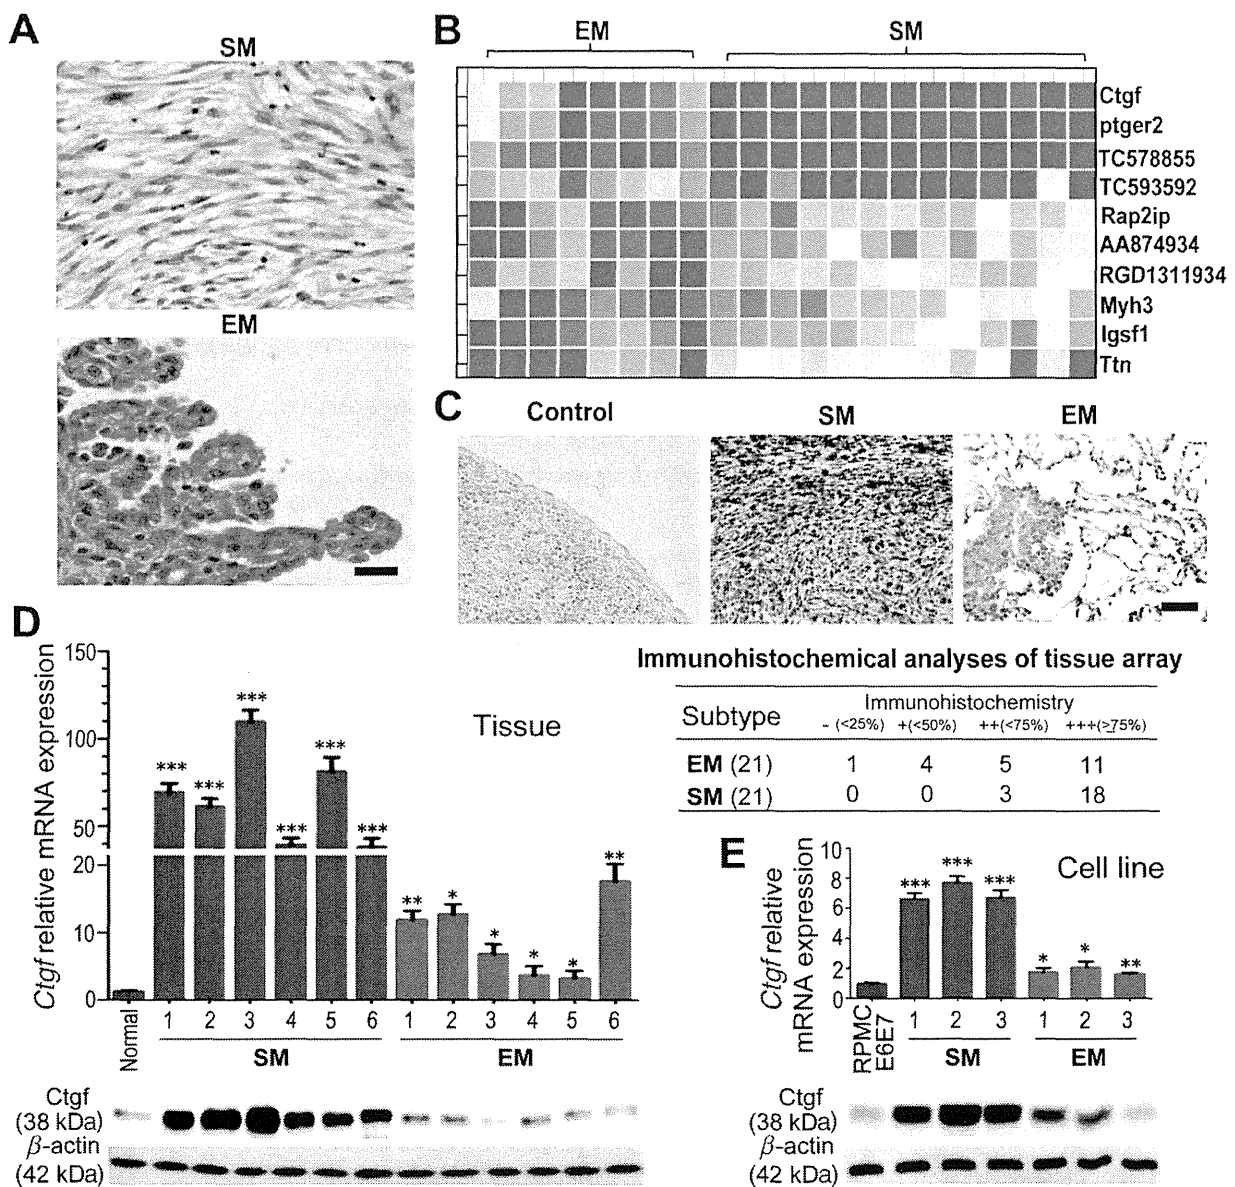 A
SM
EM
B
EM
SM
Ctgf
ptger2
TC578855
TC593592
Rap2ip
AA874934
RGD1311934
Myh3
Igsf1
Ttn
C
Control
SM
EM
Immunohistochemical analyses of tissue array
Subtype
Immunohistochemistry
- (<25%) +(<50%) ++(<75%) +++(≥75%)
EM (21) 1 4 5 11
SM (21) 0 0 3 18
D
Ctgf relative mRNA expression
150
100
50
20
10
0
Tissue
*** *** *** *** *** ***
** * * * * **
Normal
1 2 3 4 5 6 1 2 3 4 5 6
SM EM
Ctgf
(38 kDa)
β-actin
(42 kDa)
E
Ctgf relative
mRNA expression
10
8
6
4
2
0
Cell line
*** *** ***
* * **
RPMC
E6E7
1 2 3 1 2 3
SM EM
Ctgf
(38 kDa)
β-actin
(42 kDa)